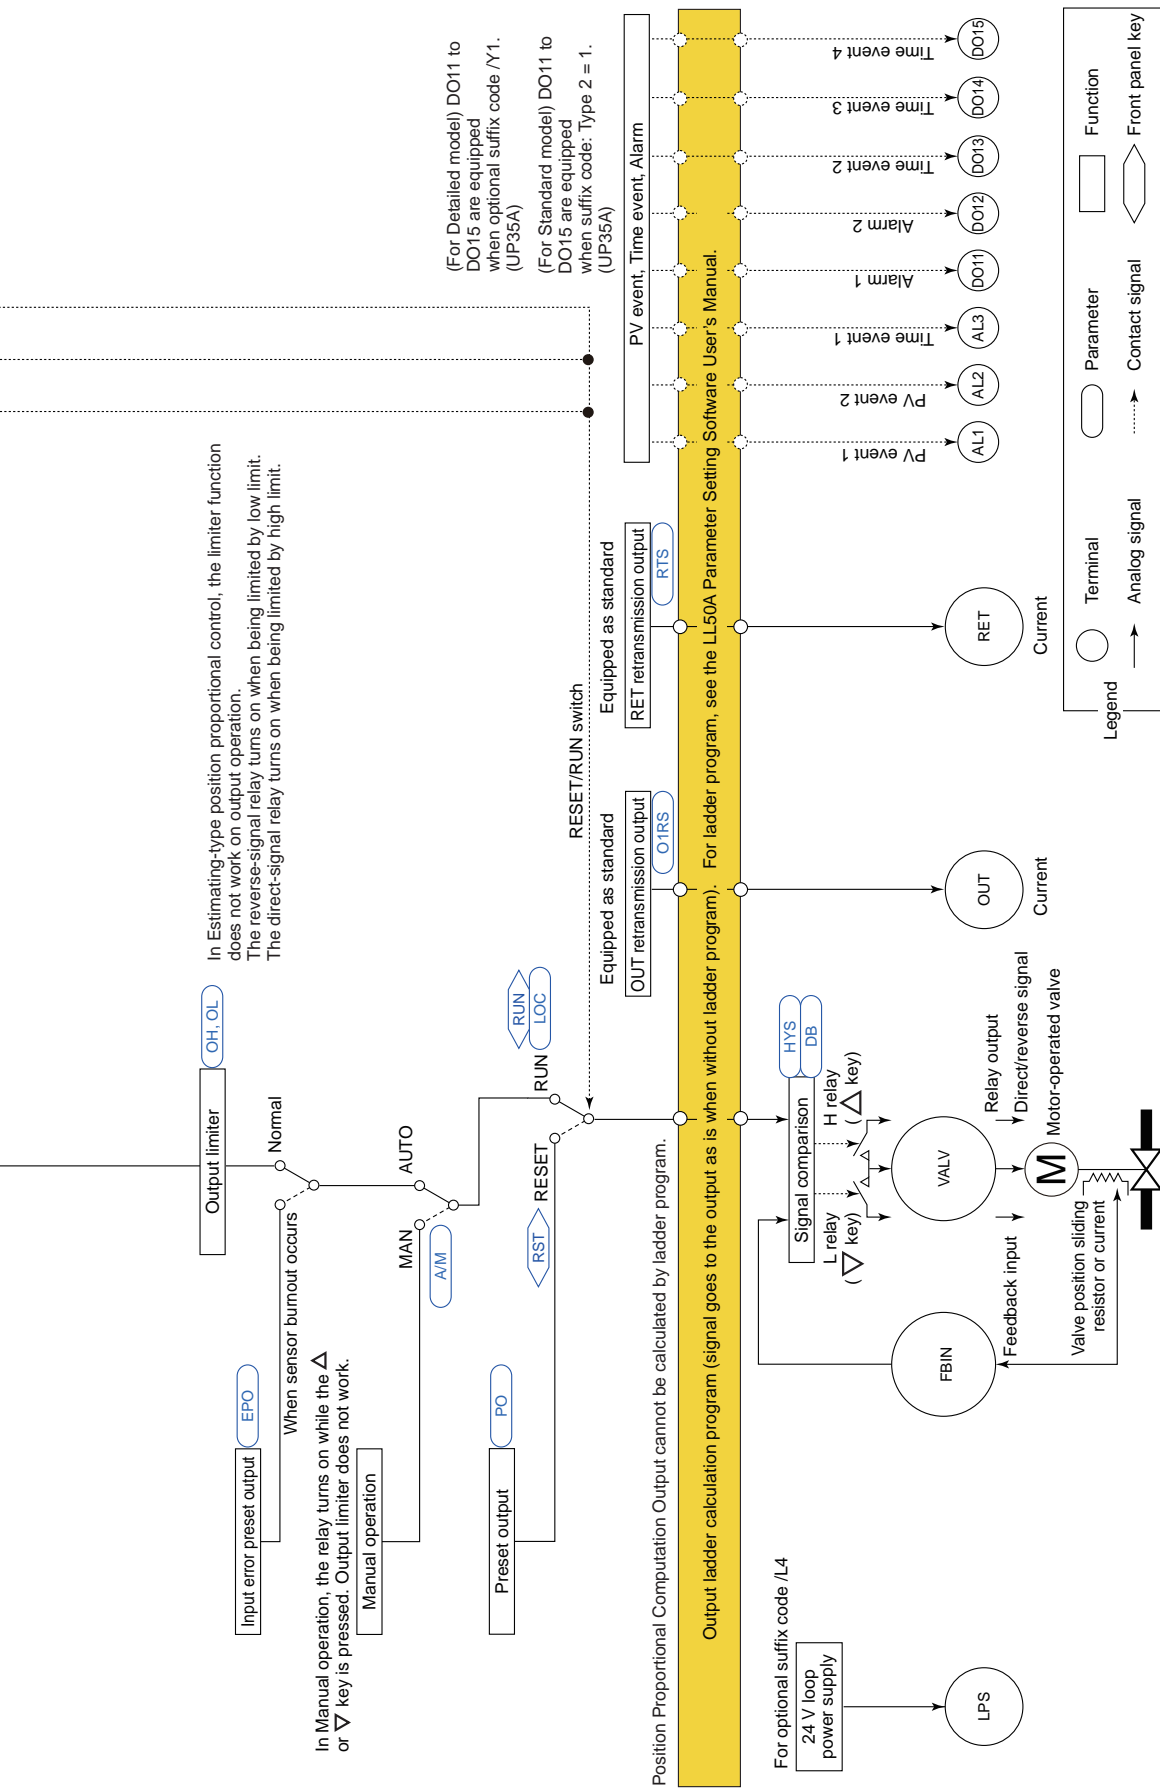 Output limiter
OH, OL
In Estimating-type position proportional control, the limiter function
does not work on output operation.
The reverse-signal relay turns on when being limited by low limit.
The direct-signal relay turns on when being limited by high limit.
Input error preset output
EPO
When sensor burnout occurs
Normal
In Manual operation, the relay turns on while the △
or ▽ key is pressed. Output limiter does not work.
Manual operation
MAN
AUTO
A/M
Preset output
PO
RST
RESET
RUN
RUN
LOC
RESET/RUN switch
(For Detailed model) DO11 to
DO15 are equipped
when optional suffix code /Y1.
(UP35A)
(For Standard model) DO11 to
DO15 are equipped
when suffix code: Type 2 = 1.
(UP35A)
Equipped as standard
OUT retransmission output
O1RS
Equipped as standard
RET retransmission output
RTS
PV event, Time event, Alarm
Position Proportional Computation Output cannot be calculated by ladder program.
Output ladder calculation program (signal goes to the output as is when without ladder program). For ladder program, see the LL50A Parameter Setting Software User's Manual.
For optional suffix code /L4
24 V loop
power supply
LPS
Signal comparison
HYS
DB
L relay
(▽ key)
H relay
(△ key)
FBIN
VALV
Feedback input
Relay output
Direct/reverse signal
M
Motor-operated valve
Valve position sliding
resistor or current
OUT
Current
RET
Current
PV event 1
PV event 2
Time event 1
Alarm 1
Alarm 2
Time event 2
Time event 3
Time event 4
AL1
AL2
AL3
DO11
DO12
DO13
DO14
DO15
Legend
Terminal
Parameter
Function
Analog signal
Contact signal
Front panel key